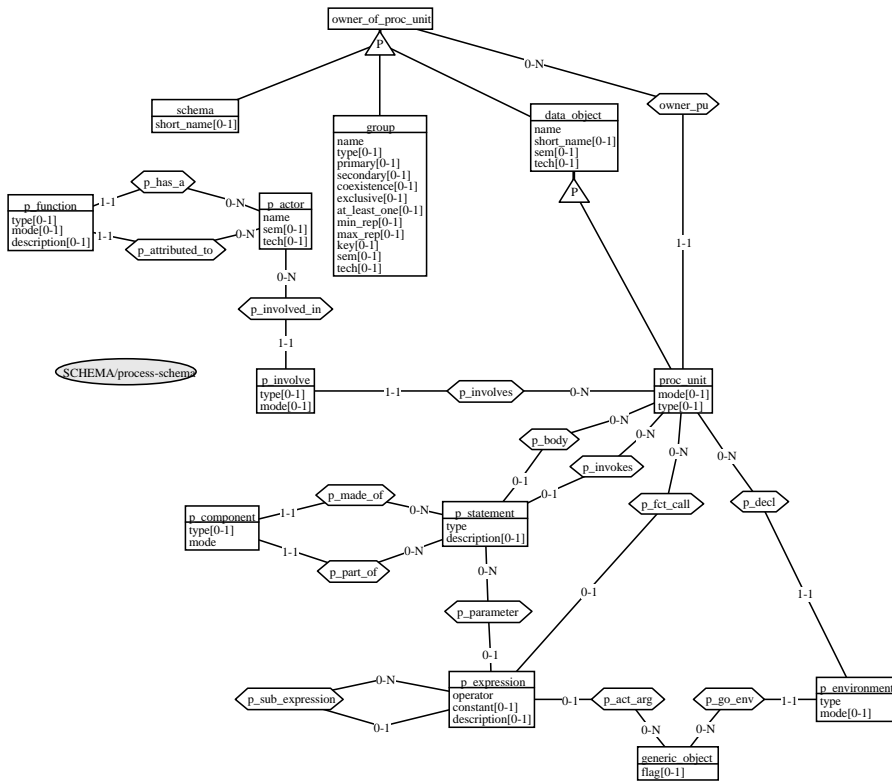 owner_of_proc_unit
P
0-N
schema
short_name[0-1]
group
name
type[0-1]
primary[0-1]
secondary[0-1]
coexistence[0-1]
exclusive[0-1]
at_least_one[0-1]
min_rep[0-1]
max_rep[0-1]
key[0-1]
sem[0-1]
tech[0-1]
data_object
name
short_name[0-1]
sem[0-1]
tech[0-1]
owner_pu
P
p_has_a
1-1
0-N
p_function
type[0-1]
mode[0-1]
description[0-1]
p_actor
name
sem[0-1]
tech[0-1]
1-1
0-N
p_attributed_to
0-N
p_involved_in
1-1
1-1
SCHEMA/process-schema
p_involve
type[0-1]
mode[0-1]
1-1
p_involves
0-N
proc_unit
mode[0-1]
type[0-1]
0-N
p_body
0-1
0-N
p_invokes
0-1
0-N
p_fct_call
0-1
0-N
p_decl
1-1
p_component
type[0-1]
mode
1-1
p_made_of
0-N
1-1
p_part_of
0-N
p_statement
type
description[0-1]
0-N
p_parameter
0-1
p_sub_expression
0-N
0-1
p_expression
operator
constant[0-1]
description[0-1]
0-1
p_act_arg
0-N
p_go_env
1-1
0-N
p_environment
type
mode[0-1]
generic_object
flag[0-1]